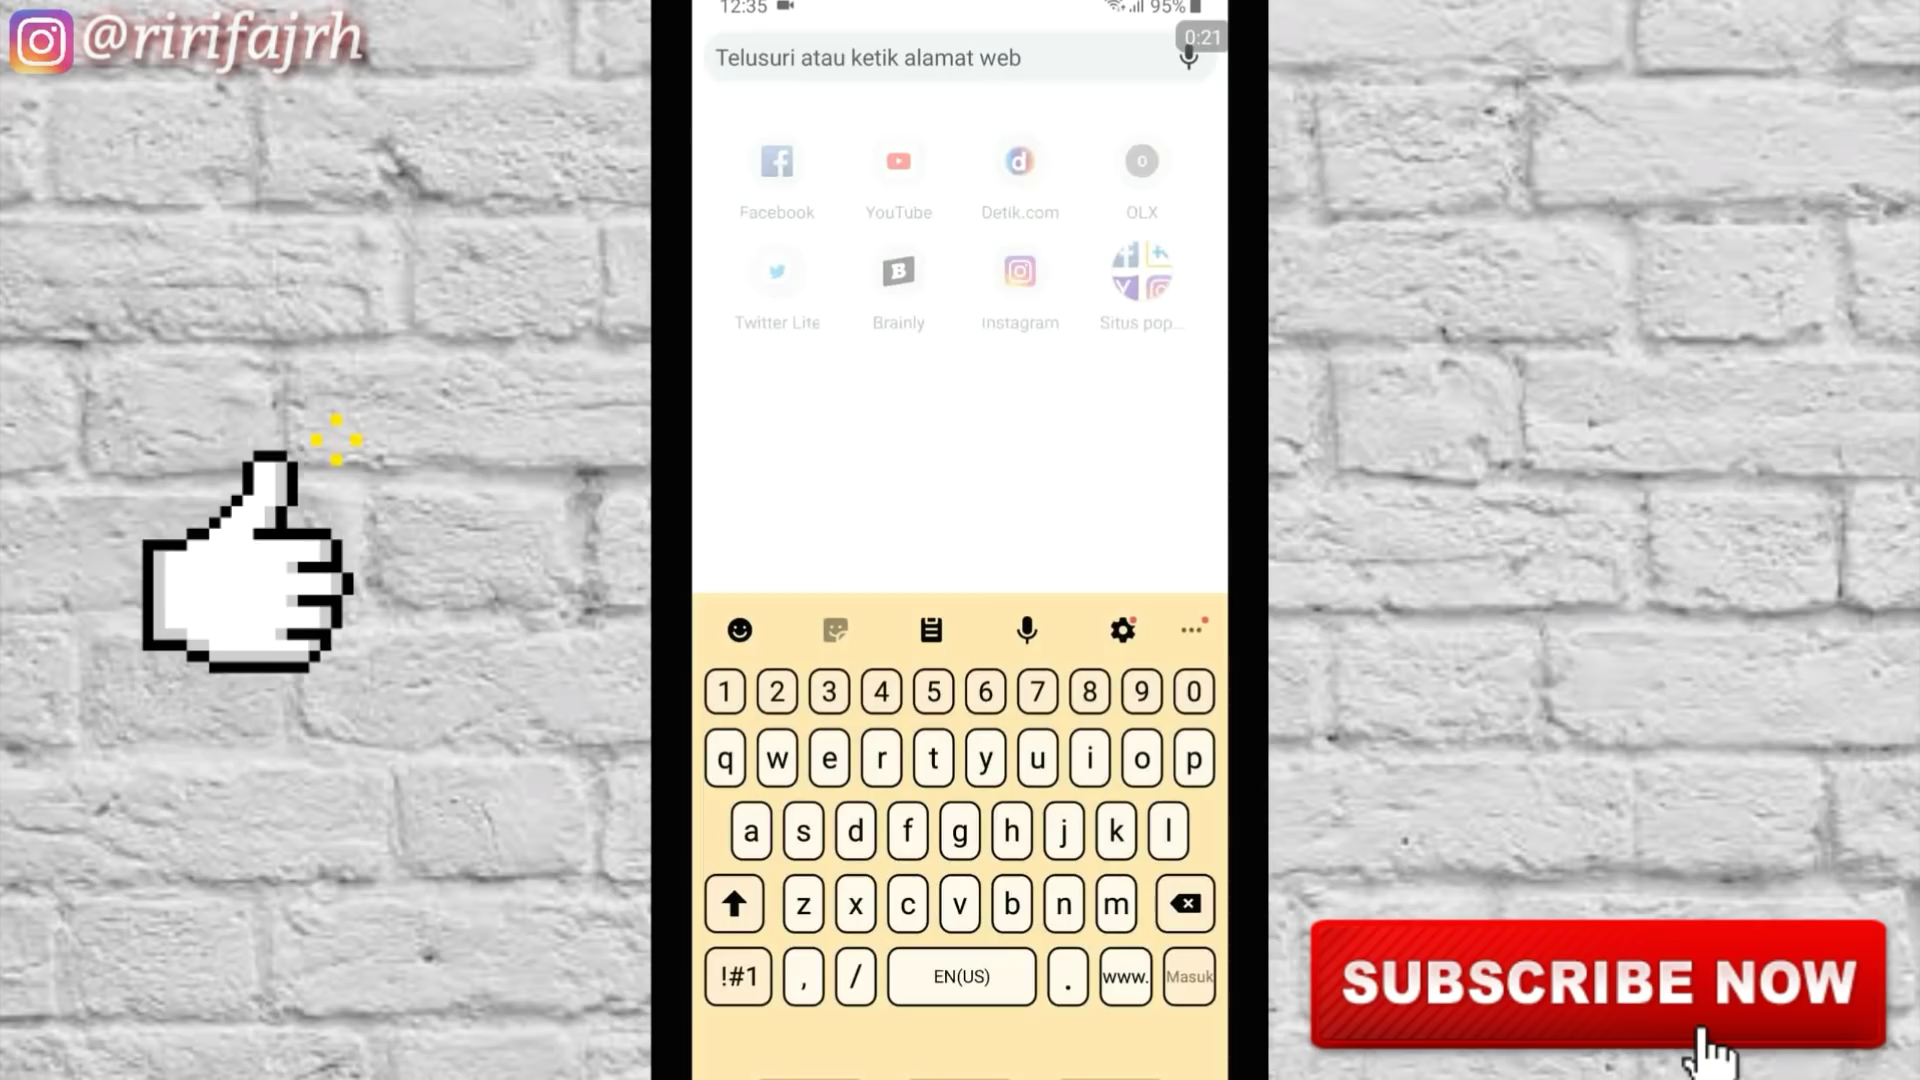 @ririfajrh
12:35 95%
0:21
Telusuri atau ketik alamat web
Facebook YouTube Detik.com OLX
Twitter Lite Brainly Instagram Situs pop...
1 2 3 4 5 6 7 8 9 0
q w e r t y u i o p
a s d f g h j k l
z x c v b n m
!#1 , / EN(US) . www. Masuk
SUBSCRIBE NOW